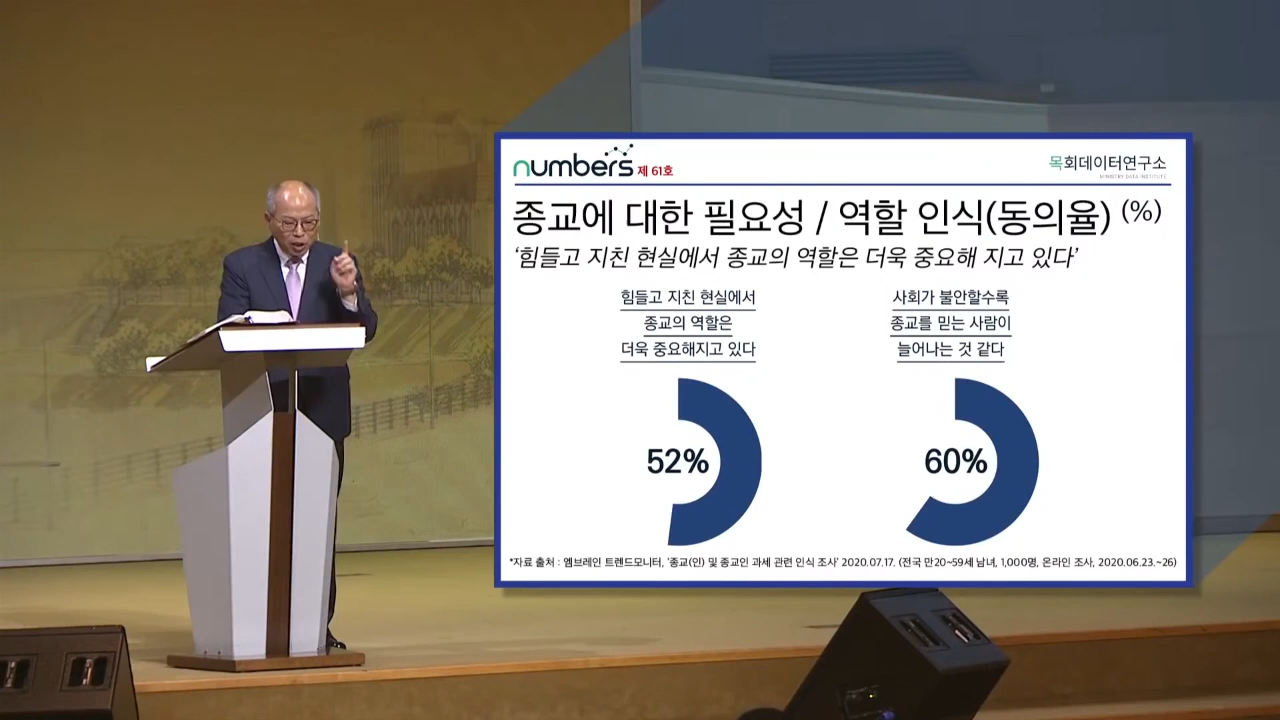 numbers 제 61호
목회데이터연구소
MINISTRY DATA INSTITUTE
종교에 대한 필요성 / 역할 인식(동의율) (%)
‘힘들고 지친 현실에서 종교의 역할은 더욱 중요해 지고 있다’
힘들고 지친 현실에서
종교의 역할은
더욱 중요해지고 있다
52%
사회가 불안할수록
종교를 믿는 사람이
늘어나는 것 같다
60%
*자료 출처 : 엠브레인 트렌드모니터, ‘종교(인) 및 종교인 과세 관련 인식 조사’ 2020.07.17. (전국 만20~59세 남녀, 1,000명, 온라인 조사, 2020.06.23.~26)